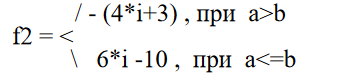 / - (4*i+3) , при a>b
f2 = <
\ 6*i -10 , при a<=b